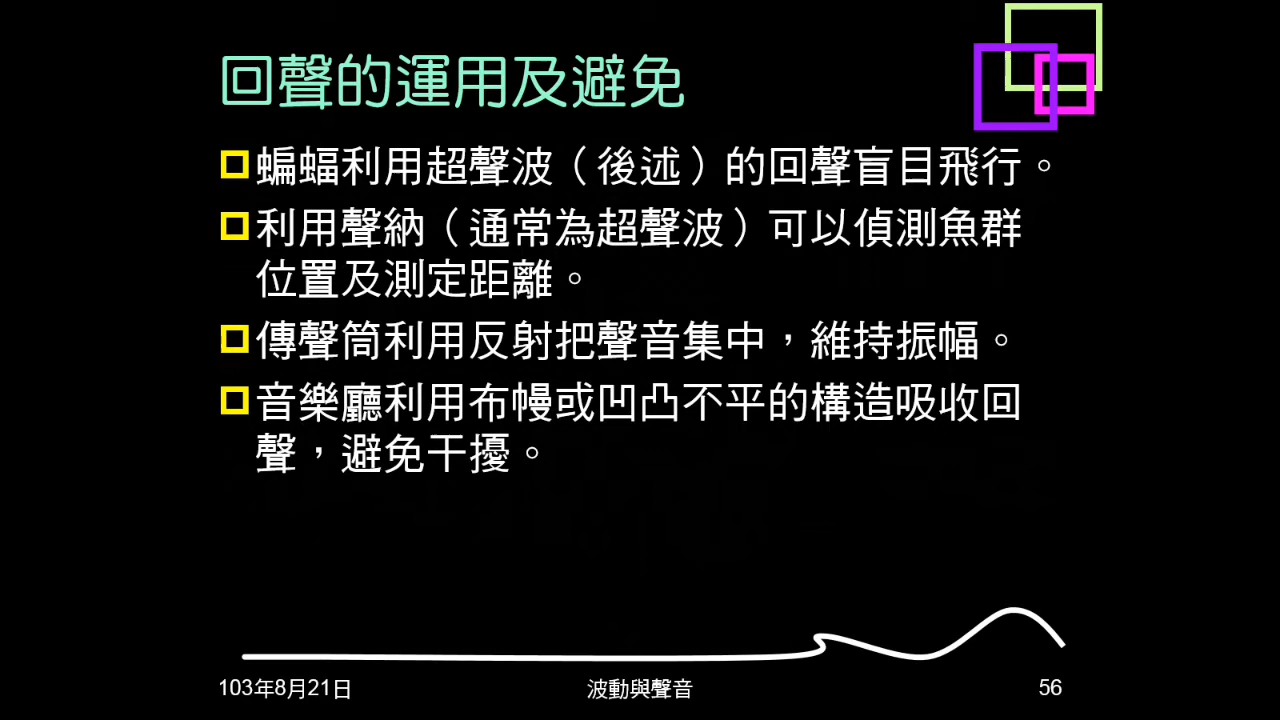 回聲的運用及避免
蝙蝠利用超聲波（後述）的回聲盲目飛行。
利用聲納（通常為超聲波）可以偵測魚群
位置及測定距離。
傳聲筒利用反射把聲音集中，維持振幅。
音樂廳利用布幔或凹凸不平的構造吸收回
聲，避免干擾。
103年8月21日
波動與聲音
56